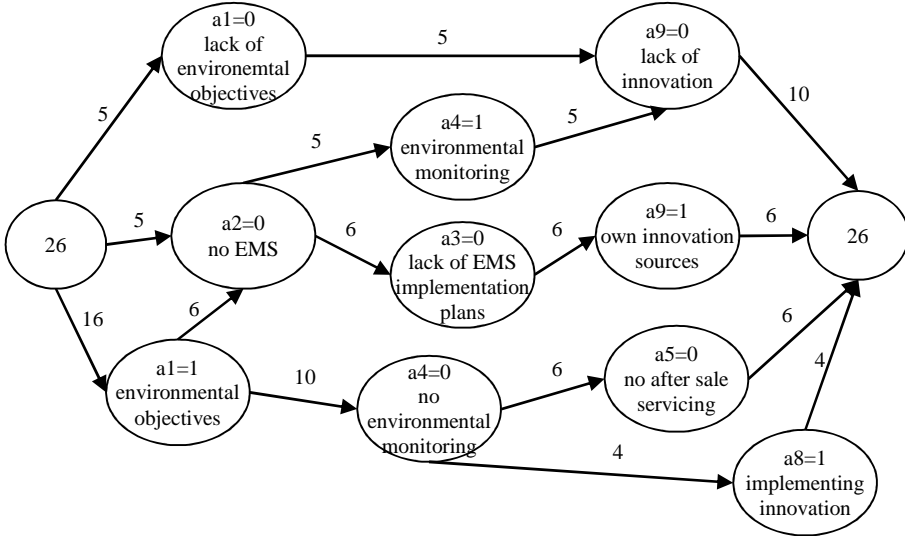 a1=0
lack of
environemtal
objectives
5
a9=0
lack of
innovation
10
5
5
a4=1
environmental
monitoring
5
26
5
a2=0
no EMS
6
a3=0
lack of EMS
implementation
plans
6
a9=1
own innovation
sources
6
26
16
6
a1=1
environmental
objectives
10
a4=0
no
environmental
monitoring
6
a5=0
no after sale
servicing
6
4
4
a8=1
implementing
innovation